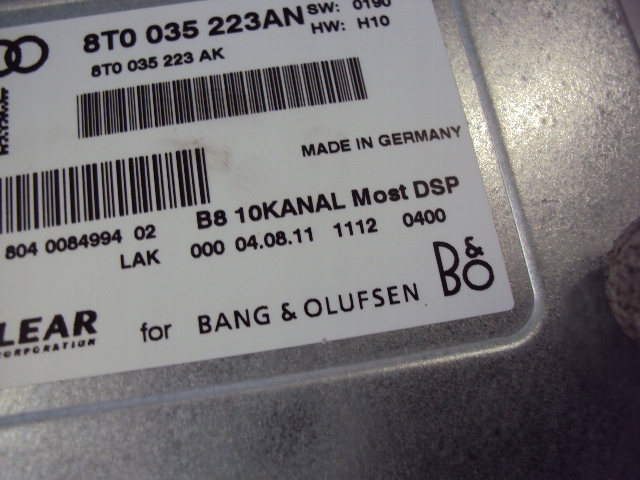 8T0 035 223AN
SW: 0190
8T0 035 223 AK
HW: H10
MADE IN GERMANY
804 0084994 02
B8 10KANAL Most DSP
LAK 000 04.08.11 1112 0400
LEAR
CORPORATION
for BANG & OLUFSEN
B&O